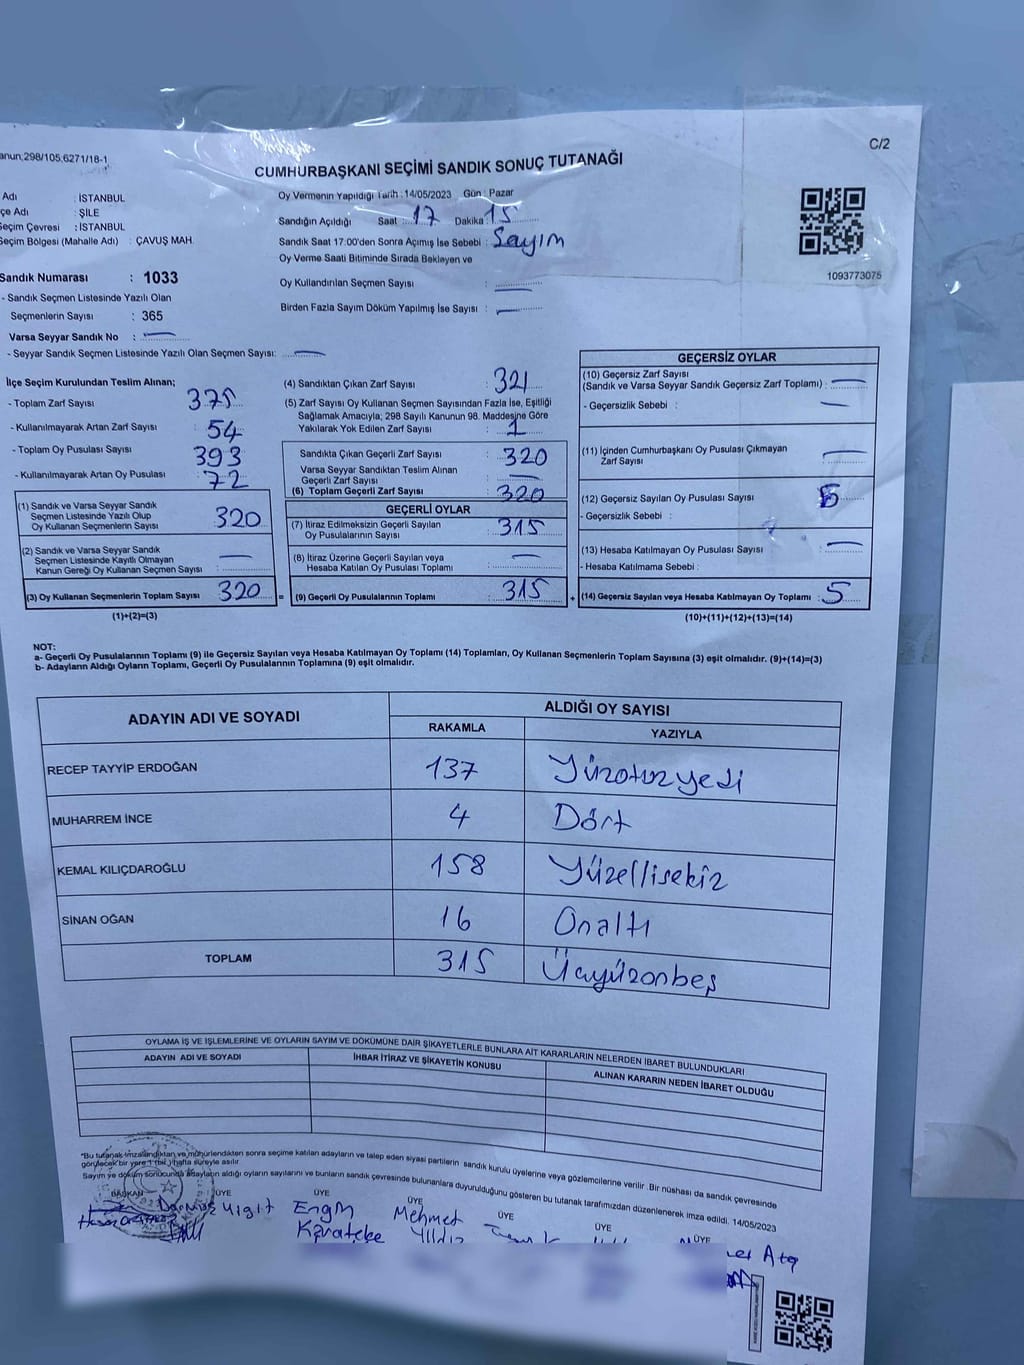 anun;298/105,6271/18-1
C/2
CUMHURBAŞKANI SEÇİMİ SANDIK SONUÇ TUTANAĞI
Adı : İSTANBUL
çe Adı : ŞİLE
Seçim Çevresi : İSTANBUL
Seçim Bölgesi (Mahalle Adı) : ÇAVUŞ MAH.
Oy Vermenin Yapıldığı Tarih : 14/05/2023 Gün : Pazar
Sandığın Açıldığı Saat : 17 Dakika : 15
Sandık Saat 17:00'den Sonra Açımış İse Sebebi : Sayım
Oy Verme Saati Bitiminde Sırada Bekleyen ve
Oy Kullandırılan Seçmen Sayısı : —
Birden Fazla Sayım Döküm Yapılmış İse Sayısı : —
1093773075
Sandık Numarası : 1033
- Sandık Seçmen Listesinde Yazılı Olan
Seçmenlerin Sayısı : 365
Varsa Seyyar Sandık No : —
- Seyyar Sandık Seçmen Listesinde Yazılı Olan Seçmen Sayısı: —
İlçe Seçim Kurulundan Teslim Alınan;
- Toplam Zarf Sayısı 375
- Kullanılmayarak Artan Zarf Sayısı 54
- Toplam Oy Pusulası Sayısı 393
- Kullanılmayarak Artan Oy Pusulası 72
(1) Sandık ve Varsa Seyyar Sandık
Seçmen Listesinde Yazılı Olup
Oy Kullanan Seçmenlerin Sayısı 320
(2) Sandık ve Varsa Seyyar Sandık
Seçmen Listesinde Kayıtlı Olmayan
Kanun Gereği Oy Kullanan Seçmen Sayısı —
(3) Oy Kullanan Seçmenlerin Toplam Sayısı 320 =
(1)+(2)=(3)
(4) Sandıktan Çıkan Zarf Sayısı : 321
(5) Zarf Sayısı Oy Kullanan Seçmen Sayısından Fazla İse, Eşitliği
Sağlamak Amacıyla; 298 Sayılı Kanunun 98. Maddesine Göre
Yakılarak Yok Edilen Zarf Sayısı : 1
Sandıkta Çıkan Geçerli Zarf Sayısı : 320
Varsa Seyyar Sandıktan Teslim Alınan
Geçerli Zarf Sayısı : —
(6) Toplam Geçerli Zarf Sayısı : 320
GEÇERLİ OYLAR
(7) İtiraz Edilmeksizin Geçerli Sayılan
Oy Pusulalarının Sayısı : 315
(8) İtiraz Üzerine Geçerli Sayılan veya
Hesaba Katılan Oy Pusulası Toplamı : —
(9) Geçerli Oy Pusulalarının Toplamı : 315 +
GEÇERSİZ OYLAR
(10) Geçersiz Zarf Sayısı
(Sandık ve Varsa Seyyar Sandık Geçersiz Zarf Toplamı) : —
- Geçersizlik Sebebi : —
(11) İçinden Cumhurbaşkanı Oy Pusulası Çıkmayan
Zarf Sayısı : —
(12) Geçersiz Sayılan Oy Pusulası Sayısı : 5
- Geçersizlik Sebebi :
(13) Hesaba Katılmayan Oy Pusulası Sayısı : —
- Hesaba Katılmama Sebebi :
(14) Geçersiz Sayılan veya Hesaba Katılmayan Oy Toplamı : 5
(10)+(11)+(12)+(13)=(14)
NOT:
a- Geçerli Oy Pusulalarının Toplamı (9) ile Geçersiz Sayılan veya Hesaba Katılmayan Oy Toplamı (14) Toplamları, Oy Kullanan Seçmenlerin Toplam Sayısına (3) eşit olmalıdır. (9)+(14)=(3)
b- Adayların Aldığı Oyların Toplamı, Geçerli Oy Pusulalarının Toplamına (9) eşit olmalıdır.
ADAYIN ADI VE SOYADI
ALDIĞI OY SAYISI
RAKAMLA YAZIYLA
RECEP TAYYİP ERDOĞAN 137 Yüzotuzyedi
MUHARREM İNCE 4 Dört
KEMAL KILIÇDAROĞLU 158 Yüzellisekiz
SİNAN OĞAN 16 Onaltı
TOPLAM 315 Üçyüzonbeş
OYLAMA İŞ VE İŞLEMLERİNE VE OYLARIN SAYIM VE DÖKÜMÜNE DAİR ŞİKAYETLERLE BUNLARA AİT KARARLARIN NELERDEN İBARET BULUNDUKLARI
ADAYIN ADI VE SOYADI İHBAR İTİRAZ VE ŞİKAYETİN KONUSU ALINAN KARARIN NEDEN İBARET OLDUĞU
*Bu tutanak imzalandıktan ve mühürlendikten sonra seçime katılan adayların ve talep eden siyasi partilerin sandık kurulu üyelerine veya gözlemcilerine verilir. Bir nüshası da sandık çevresinde
görülecek bir yere 1 (bir) hafta süreyle asılır.
Sayım ve döküm sonucunda adayların aldığı oyların sayılarını ve bunların sandık çevresinde bulunanlara duyurulduğunu gösteren bu tutanak tarafımızdan düzenlenerek imza edildi. 14/05/2023
BAŞKAN ÜYE ÜYE ÜYE ÜYE ÜYE ÜYE
Yigit Engin Mehmet
Karateke Yıldız
Ata